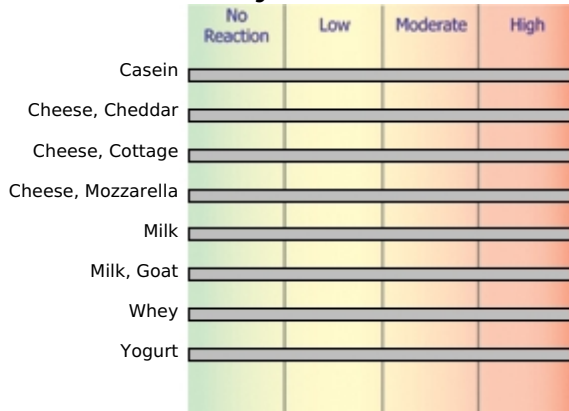 No
Reaction
Low
Moderate
High
Casein
Cheese, Cheddar
Cheese, Cottage
Cheese, Mozzarella
Milk
Milk, Goat
Whey
Yogurt